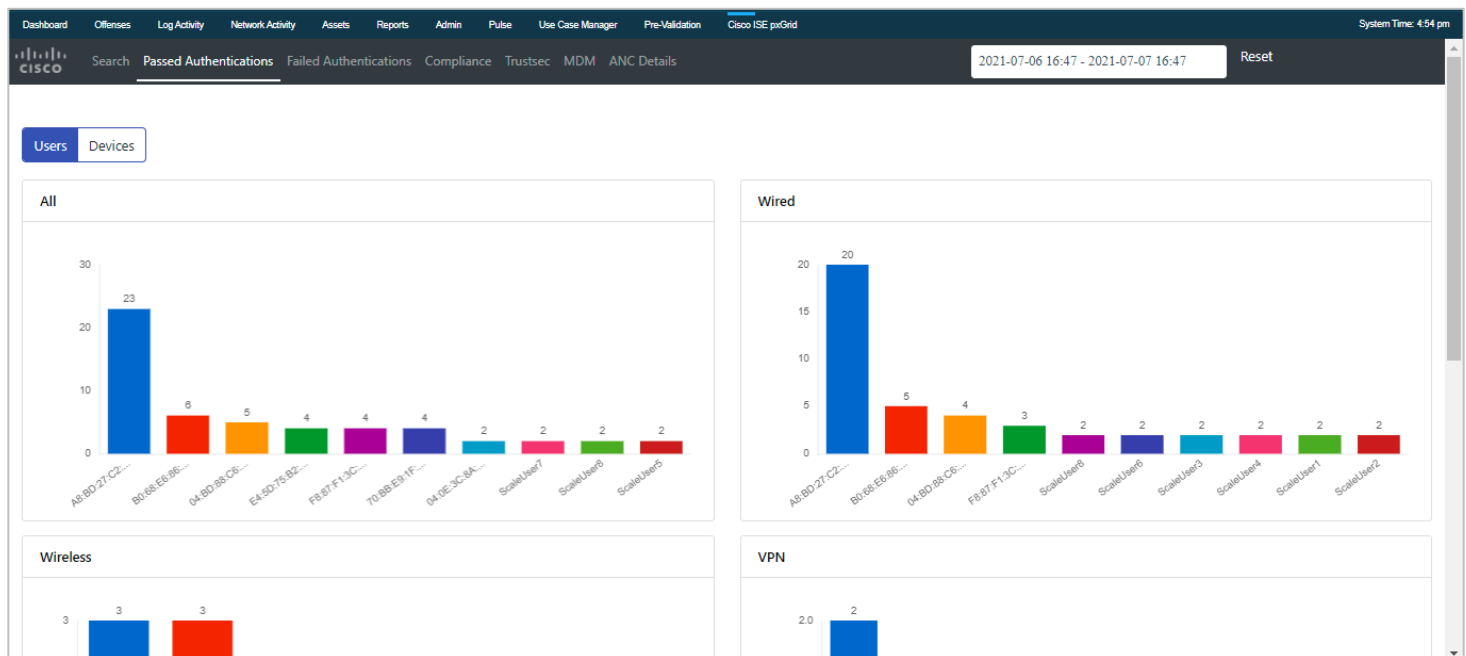 Dashboard Offenses Log Activity Network Activity Assets Reports Admin Pulse Use Case Manager Pre-Validation Cisco ISE pxGrid System Time: 4:54 pm
CISCO Search Passed Authentications Failed Authentications Compliance Trustsec MDM ANC Details 2021-07-06 16:47 - 2021-07-07 16:47 Reset
Users Devices
All
30
20
10
0
23 6 5 4 4 4 2 2 2 2
A8:BD:27:C2:... B0:68:E6:86:... 04:BD:88:C6:... E4:5D:75:B2:... F8:87:F1:3C:... 70:BB:E9:1F:... 04:0E:3C:8A:... ScaleUser7 ScaleUser8 ScaleUser5
Wired
20
15
10
5
0
20 5 4 3 2 2 2 2 2 2
A8:BD:27:C2:... B0:68:E6:86:... 04:BD:88:C6:... F8:87:F1:3C:... ScaleUser8 ScaleUser6 ScaleUser3 ScaleUser4 ScaleUser1 ScaleUser2
Wireless
3
3 3
VPN
2.0
2